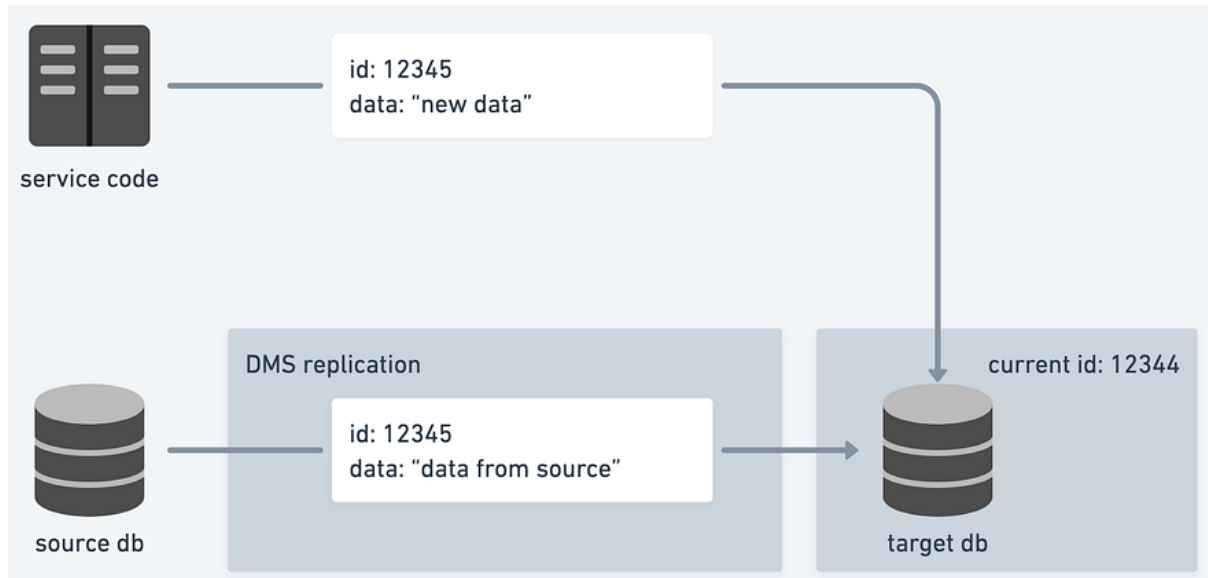 id: 12345
data: “new data”
service code
DMS replication
current id: 12344
id: 12345
data: “data from source”
source db
target db